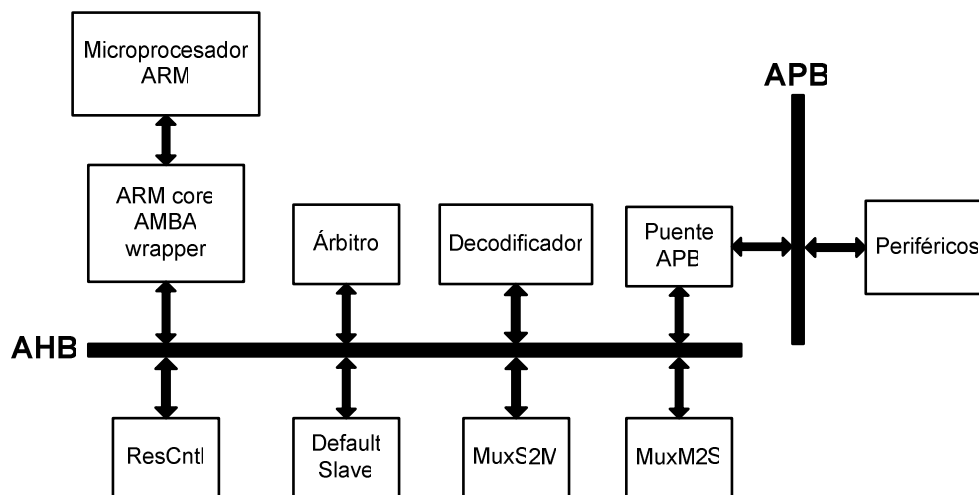 Microprocesador
ARM
APB
ARM core
AMBA
wrapper
Árbitro
Decodificador
Puente
APB
Periféricos
AHB
ResCntl
Default
Slave
MuxS2M
MuxM2S